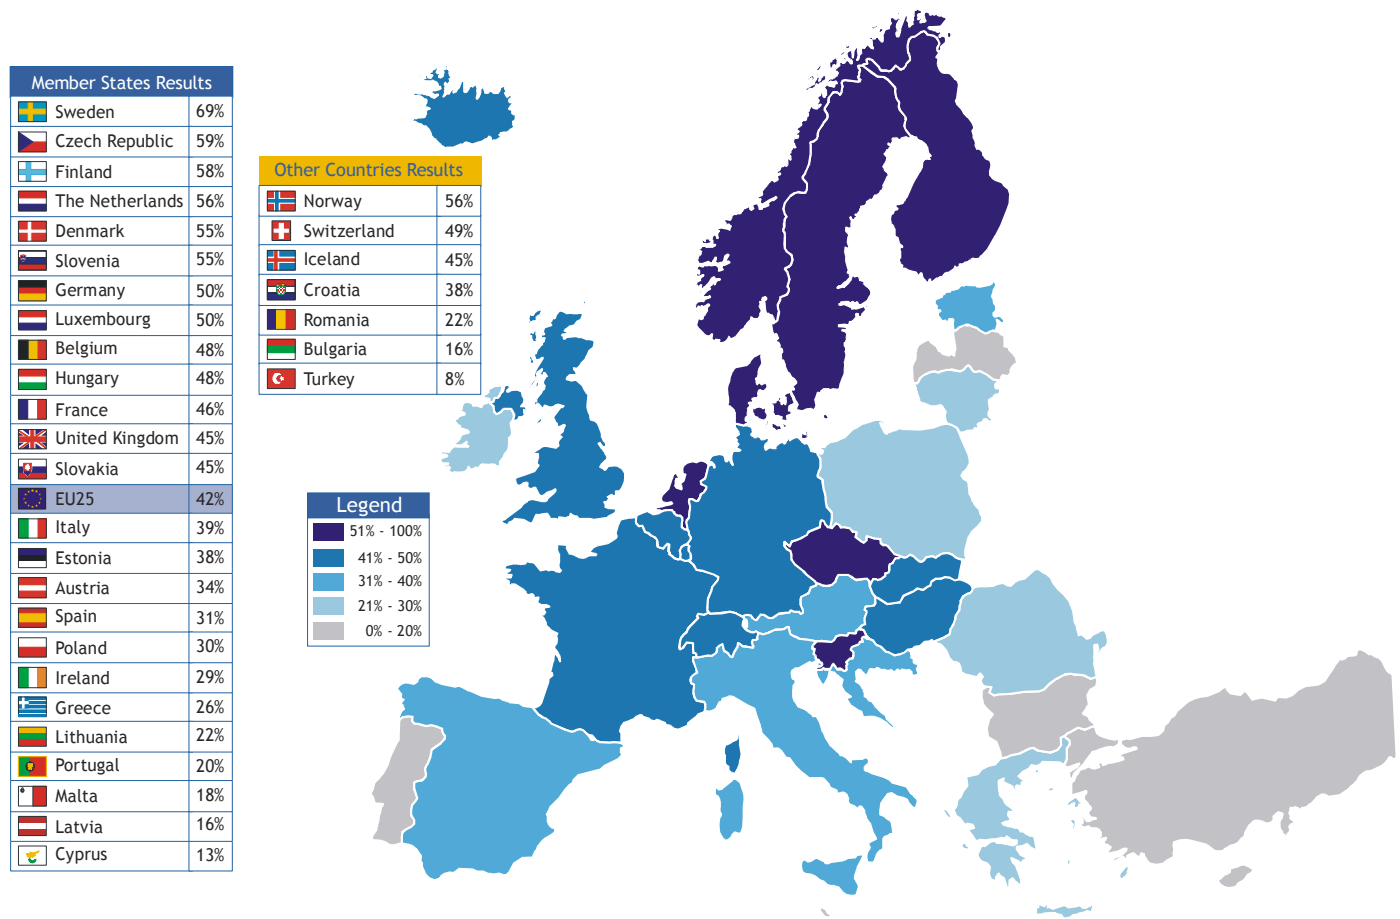 Member States Results
Sweden 69%
Czech Republic 59%
Finland 58%
The Netherlands 56%
Denmark 55%
Slovenia 55%
Germany 50%
Luxembourg 50%
Belgium 48%
Hungary 48%
France 46%
United Kingdom 45%
Slovakia 45%
EU25 42%
Italy 39%
Estonia 38%
Austria 34%
Spain 31%
Poland 30%
Ireland 29%
Greece 26%
Lithuania 22%
Portugal 20%
Malta 18%
Latvia 16%
Cyprus 13%
Other Countries Results
Norway 56%
Switzerland 49%
Iceland 45%
Croatia 38%
Romania 22%
Bulgaria 16%
Turkey 8%
Legend
51% - 100%
41% - 50%
31% - 40%
21% - 30%
0% - 20%